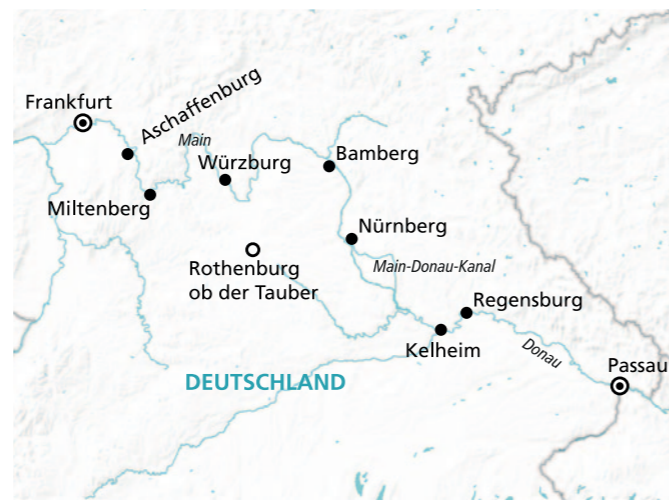 Frankfurt
Aschaffenburg
Main
Würzburg
Bamberg
Miltenberg
Nürnberg
Rothenburg
ob der Tauber
Main-Donau-Kanal
Regensburg
Kelheim
Donau
Passau
DEUTSCHLAND